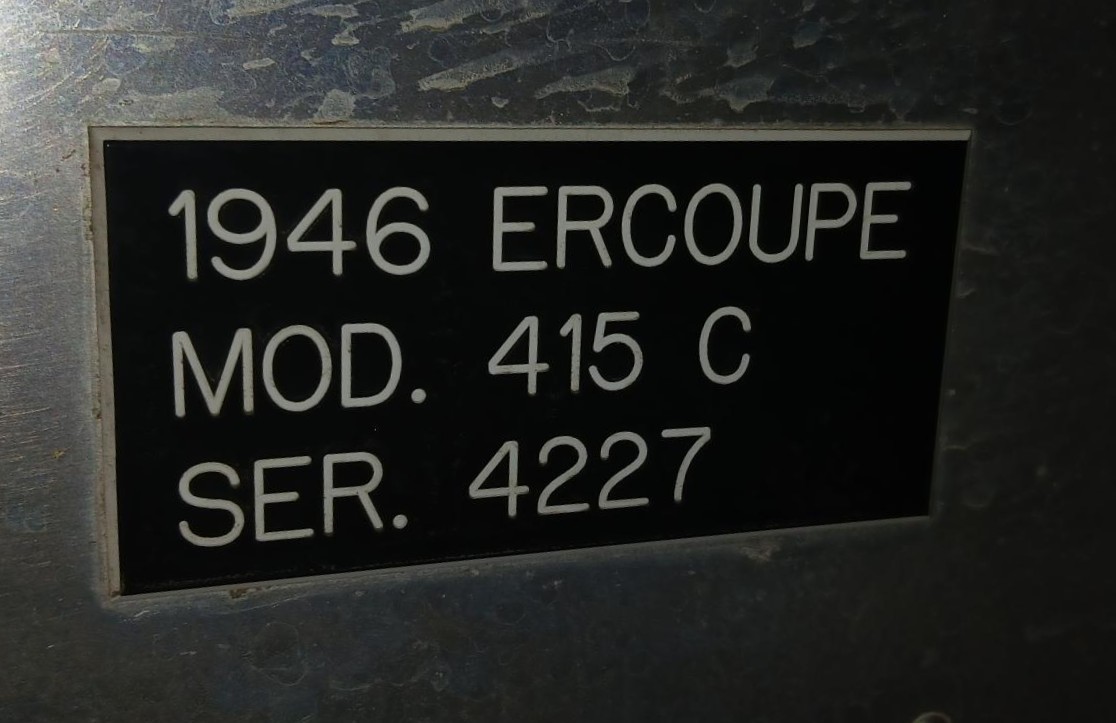 1946 ERCOUPE
MOD. 415 C
SER. 4227